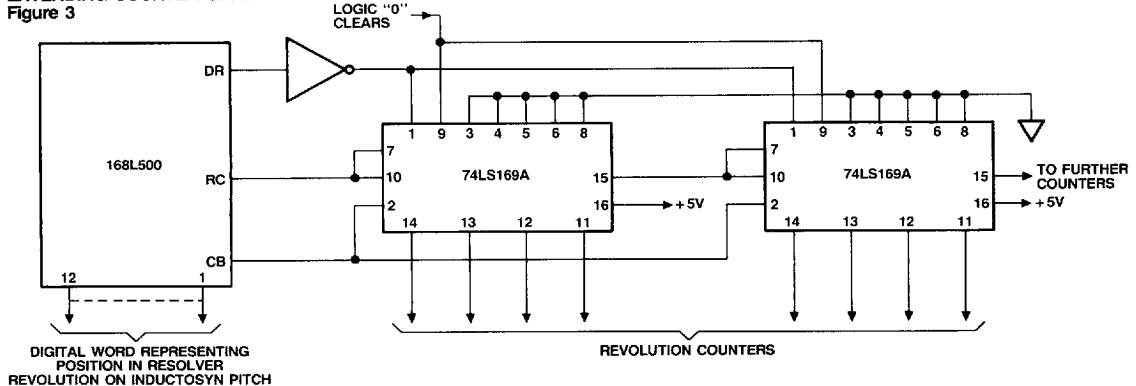 Figure 3
LOGIC "0"
CLEARS
DR
168L500
RC
CB
12 1
1 9 3 4 5 6 8
7
10
2
74LS169A
15
16
+5V
14 13 12 11
1 9 3 4 5 6 8
7
10
2
74LS169A
15
16
TO FURTHER
COUNTERS
+5V
14 13 12 11
DIGITAL WORD REPRESENTING
POSITION IN RESOLVER
REVOLUTION ON INDUCTOSYN PITCH
REVOLUTION COUNTERS